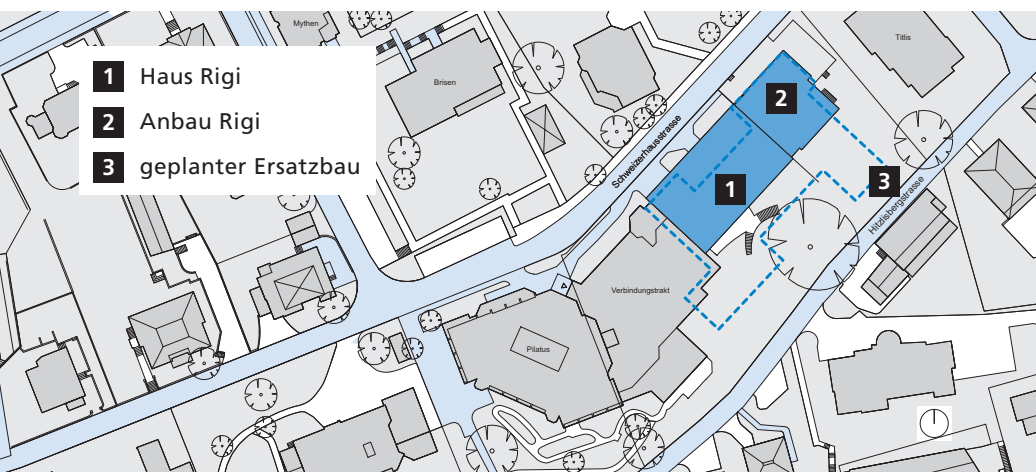 Mythen
Titlis
1 Haus Rigi
Brisen
2 Anbau Rigi
3 geplanter Ersatzbau
2
Schweizerhausstrasse
1
3
Hitzlisbergstrasse
Verbindungstrakt
Pilatus